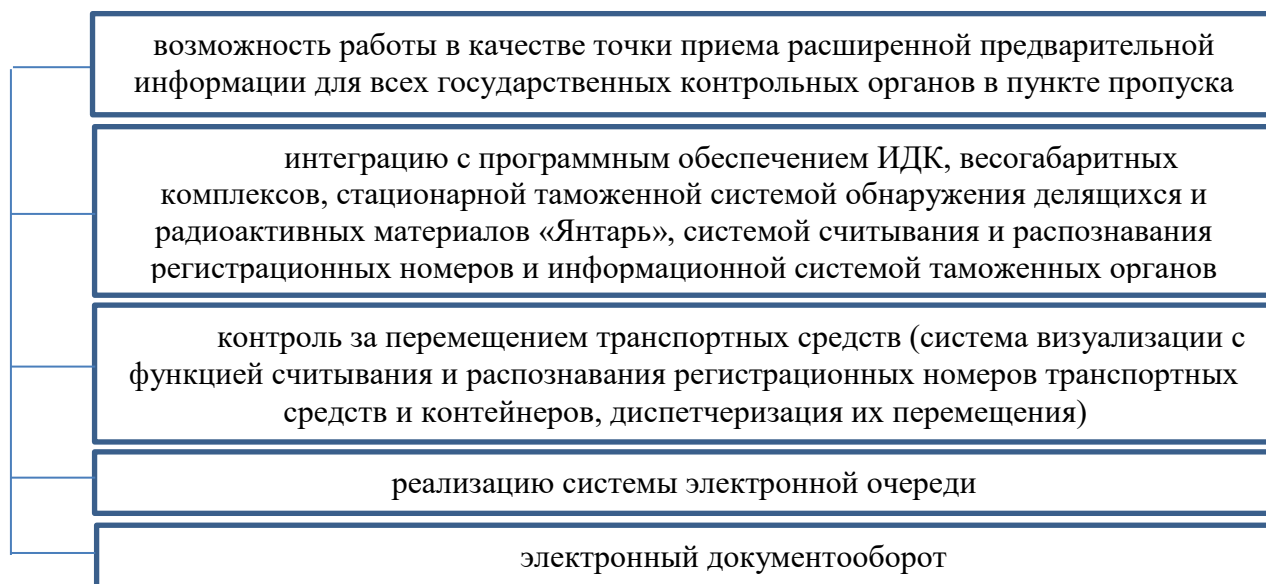 возможность работы в качестве точки приема расширенной предварительной
информации для всех государственных контрольных органов в пункте пропуска
интеграцию с программным обеспечением ИДК, весогабаритных
комплексов, стационарной таможенной системой обнаружения делящихся и
радиоактивных материалов «Янтарь», системой считывания и распознавания
регистрационных номеров и информационной системой таможенных органов
контроль за перемещением транспортных средств (система визуализации с
функцией считывания и распознавания регистрационных номеров транспортных
средств и контейнеров, диспетчеризация их перемещения)
реализацию системы электронной очереди
электронный документооборот